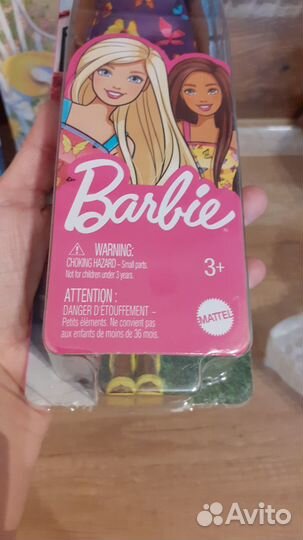 Barbie
WARNING:
CHOKING HAZARD – Small parts.
Not for children under 3 years.
3+
ATTENTION :
DANGER D'ÉTOUFFEMENT –
Petits éléments. Ne convient pas
aux enfants de moins de 36 mois.
MATTEL
Avito